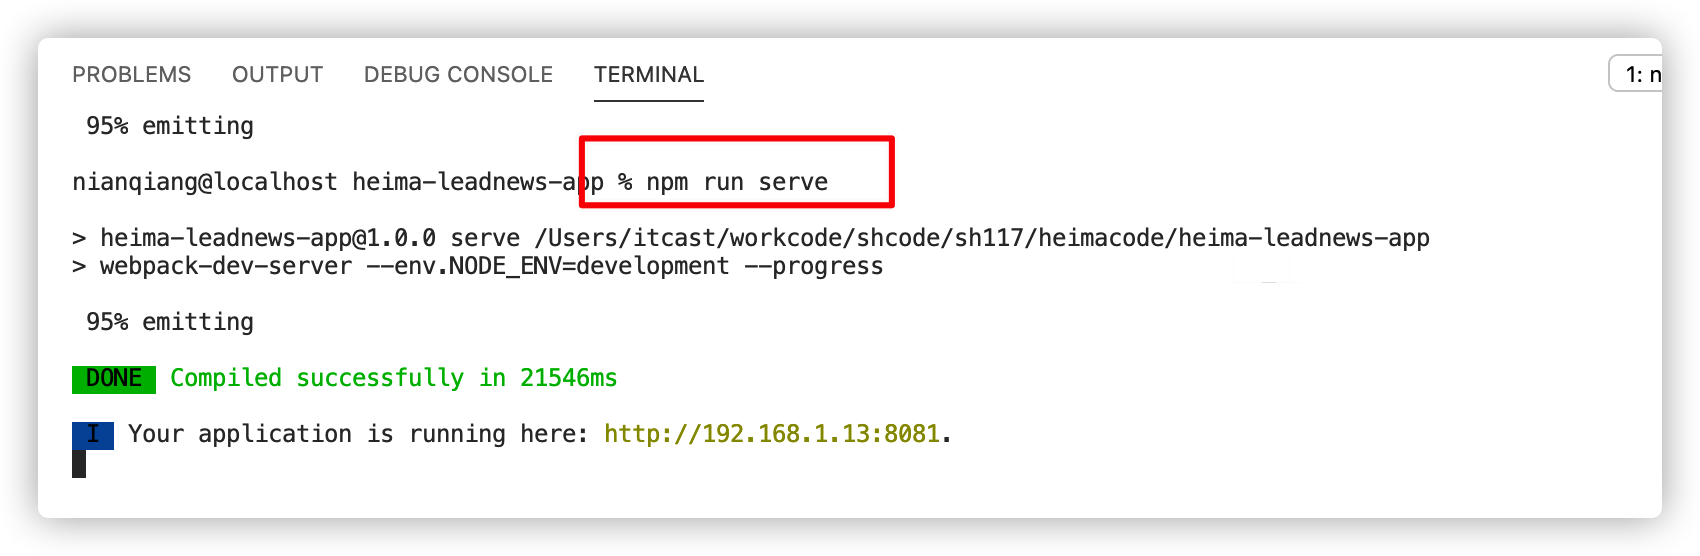 PROBLEMS OUTPUT DEBUG CONSOLE TERMINAL 1: n
95% emitting
nianqiang@localhost heima-leadnews-app % npm run serve
> heima-leadnews-app@1.0.0 serve /Users/itcast/workcode/shcode/sh117/heimacode/heima-leadnews-app
> webpack-dev-server --env.NODE_ENV=development --progress
95% emitting
DONE Compiled successfully in 21546ms
I Your application is running here: http://192.168.1.13:8081.